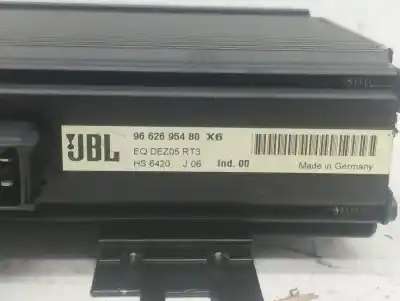 JBL
96 626 954 80 X6
EQ DEZ05 RT3
HS 6420 J 06 Ind. 00
Made in Germany